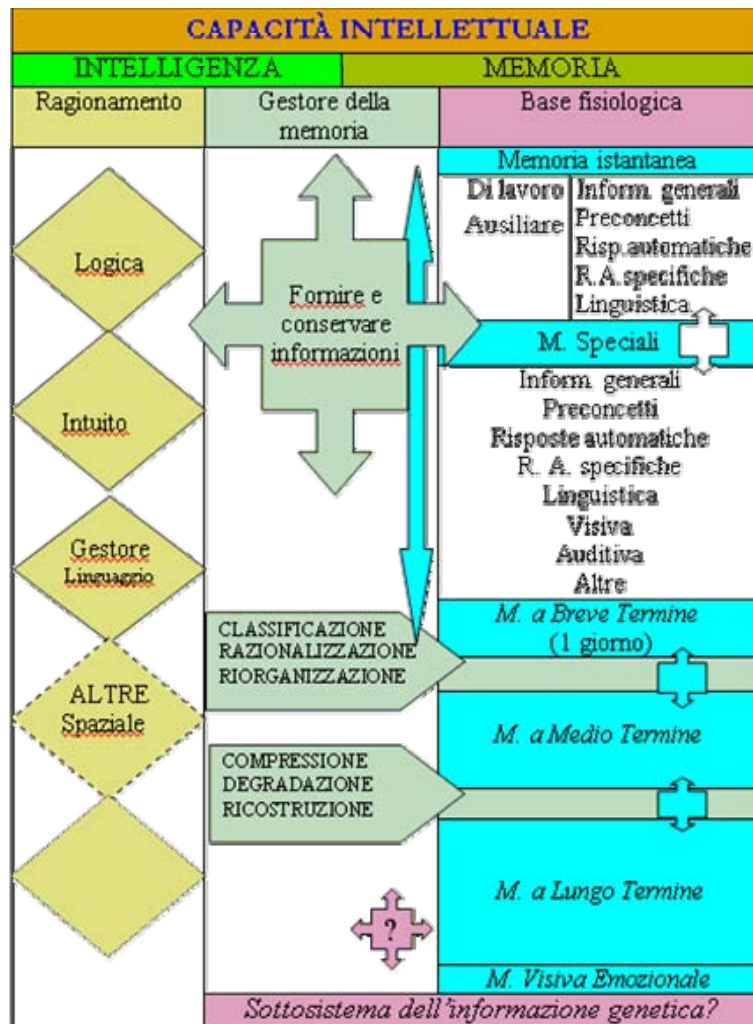 CAPACITÀ INTELLETTUALE
INTELLIGENZA
MEMORIA
Ragionamento
Gestore della
memoria
Base fisiologica
Logica
Intuito
Gestore
Linguaggio
ALTRE
Spaziale
Fornire e
conservare
informazioni
CLASSIFICAZIONE
RAZIONALIZZAZIONE
RIORGANIZZAZIONE
COMPRESSIONE
DEGRADAZIONE
RICOSTRUZIONE
?
Memoria istantanea
Di lavoro
Ausiliare
Inform. generali
Preconcetti
Risp.automatiche
R.A.specifiche
Linguistica
M. Speciali
Inform. generali
Preconcetti
Risposte automatiche
R. A. specifiche
Linguistica
Visiva
Auditiva
Altre
M. a Breve Termine
(1 giorno)
M. a Medio Termine
M. a Lungo Termine
M. Visiva Emozionale
Sottosistema dell'informazione genetica?